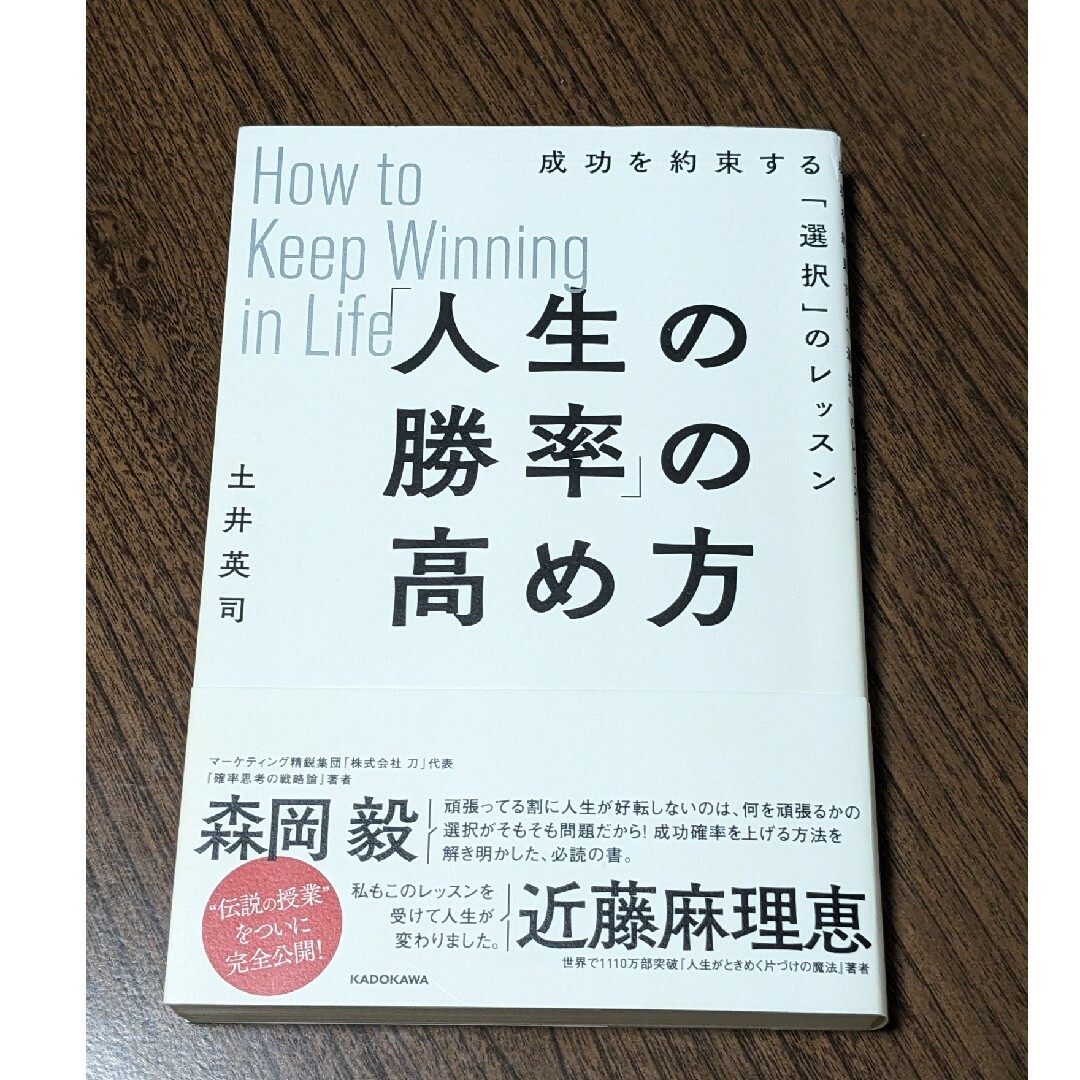 How to
Keep Winning
in Life
成功を約束する
「選択」のレッスン
「人生の
勝率」の
高め方
土井英司
マーケティング精鋭集団「株式会社 刀」代表
『確率思考の戦略論』著者
森岡 毅
頑張ってる割に人生が好転しないのは、何を頑張るかの
選択がそもそも問題だから! 成功確率を上げる方法を
解き明かした、必読の書。
“伝説の授業”
をついに
完全公開!
私もこのレッスンを
受けて人生が
変わりました。
近藤麻理恵
世界で1110万部突破『人生がときめく片づけの魔法』著者
KADOKAWA